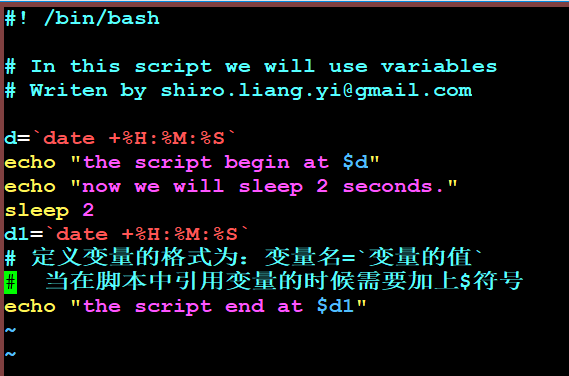 #! /bin/bash
# In this script we will use variables
# Writen by shiro.liang.yi@gmail.com
d=`date +%H:%M:%S`
echo "the script begin at $d"
echo "now we will sleep 2 seconds."
sleep 2
d1=`date +%H:%M:%S`
# 定义变量的格式为：变量名=`变量的值`
#  当在脚本中引用变量的时候需要加上$符号
echo "the script end at $d1"
~
~